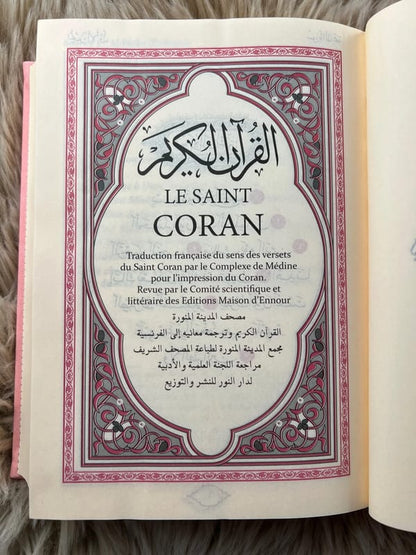 القرآن الكريم
LE SAINT
CORAN
Traduction française du sens des versets
du Saint Coran par le Complexe de Médine
pour l'impression du Coran.
Revue par le Comité scientifique et
littéraire des Editions Maison d'Ennour
مصحف المدينة المنورة
القرآن الكريم وترجمة معانيه إلى الفرنسية
مجمع المدينة المنورة لطباعة المصحف الشريف
مراجعة اللجنة العلمية والأدبية
لدار النور للنشر والتوزيع